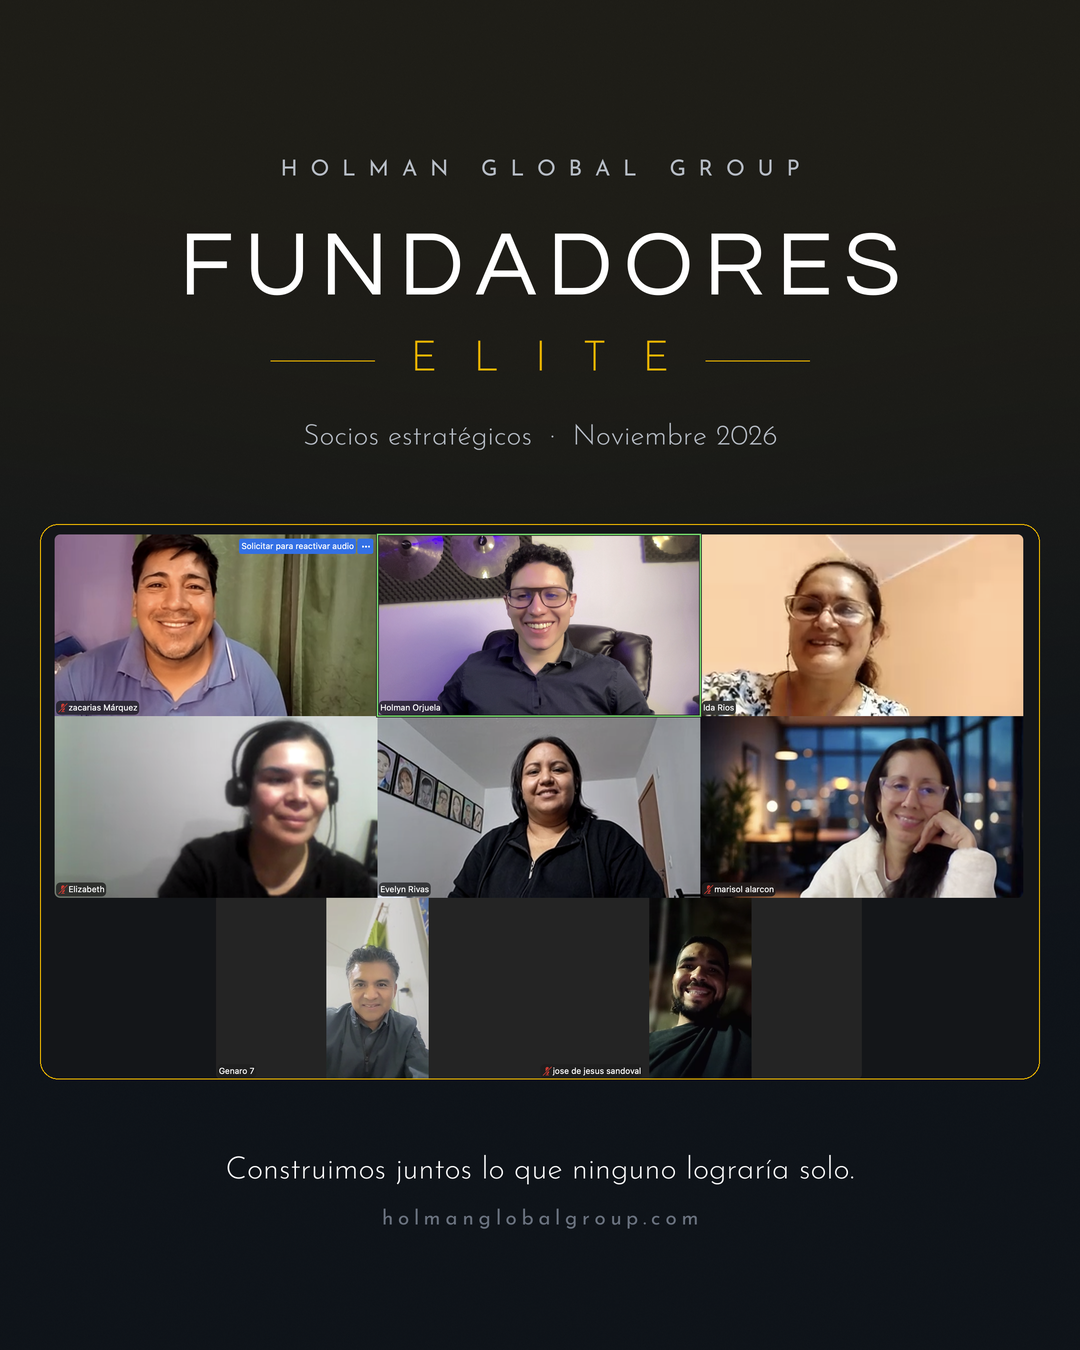 HOLMAN GLOBAL GROUP
FUNDADORES
ELITE
Socios estratégicos · Noviembre 2026
Solicitar para reactivar audio ...
zacarias Márquez
Holman Orjuela
Ida Rios
Elizabeth
Evelyn Rivas
marisol alarcon
Genaro 7
jose de jesus sandoval
Construimos juntos lo que ninguno lograría solo.
holmanglobalgroup.com